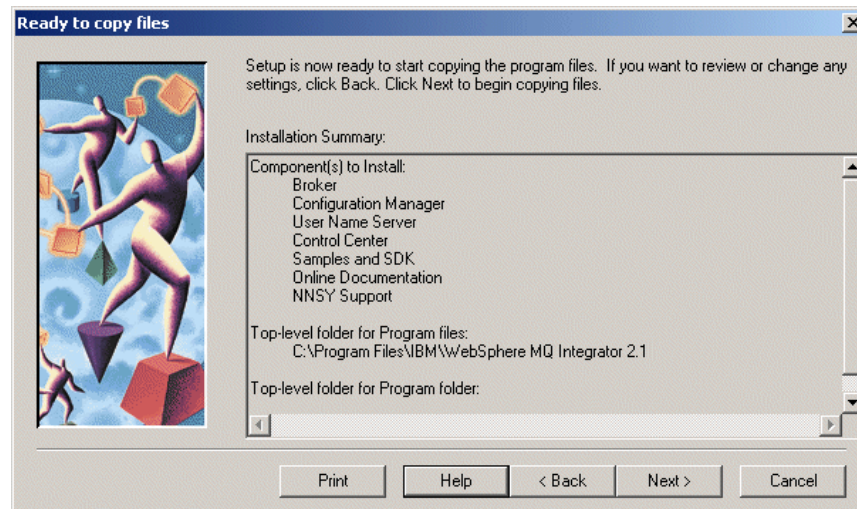 Ready to copy files
Setup is now ready to start copying the program files. If you want to review or change any
settings, click Back. Click Next to begin copying files.
Installation Summary:
Component(s) to Install:
Broker
Configuration Manager
User Name Server
Control Center
Samples and SDK
Online Documentation
NNSY Support
Top-level folder for Program files:
C:\Program Files\IBM\WebSphere MQ Integrator 2.1
Top-level folder for Program folder:
Print
Help
< Back
Next >
Cancel